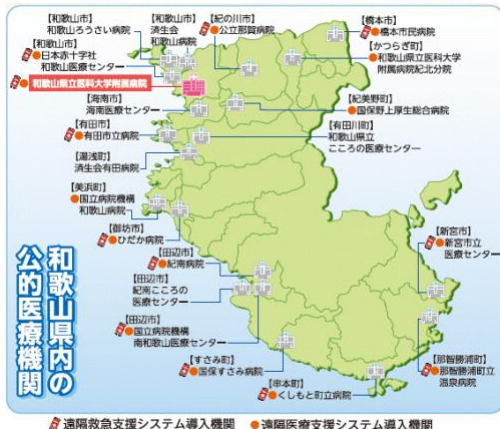 【和歌山市】
和歌山ろうさい病院
【和歌山市】
済生会
和歌山病院
【紀の川市】
●公立那賀病院
【橋本市】
●橋本市民病院
【和歌山市】
●日本赤十字社
和歌山医療センター
【かつらぎ町】
●和歌山県立医科大学
附属病院紀北分院
●和歌山県立医科大学附属病院
【海南市】
海南医療センター
【紀美野町】
●国保野上厚生総合病院
【有田市】
●有田市立病院
【有田川町】
和歌山県立
こころの医療センター
【湯浅町】
済生会有田病院
【美浜町】
●国立病院機構
和歌山病院
【御坊市】
●ひだか病院
【田辺市】
●紀南病院
【新宮市】
●新宮市立
医療センター
【田辺市】
紀南こころの
医療センター
【田辺市】
●国立病院機構
南和歌山医療センター
【那智勝浦町】
●那智勝浦町立
温泉病院
【すさみ町】
●国保すさみ病院
【串本町】
●くしもと町立病院
和歌山県内の
公的医療機関
遠隔救急支援システム導入機関 ●遠隔医療支援システム導入機関